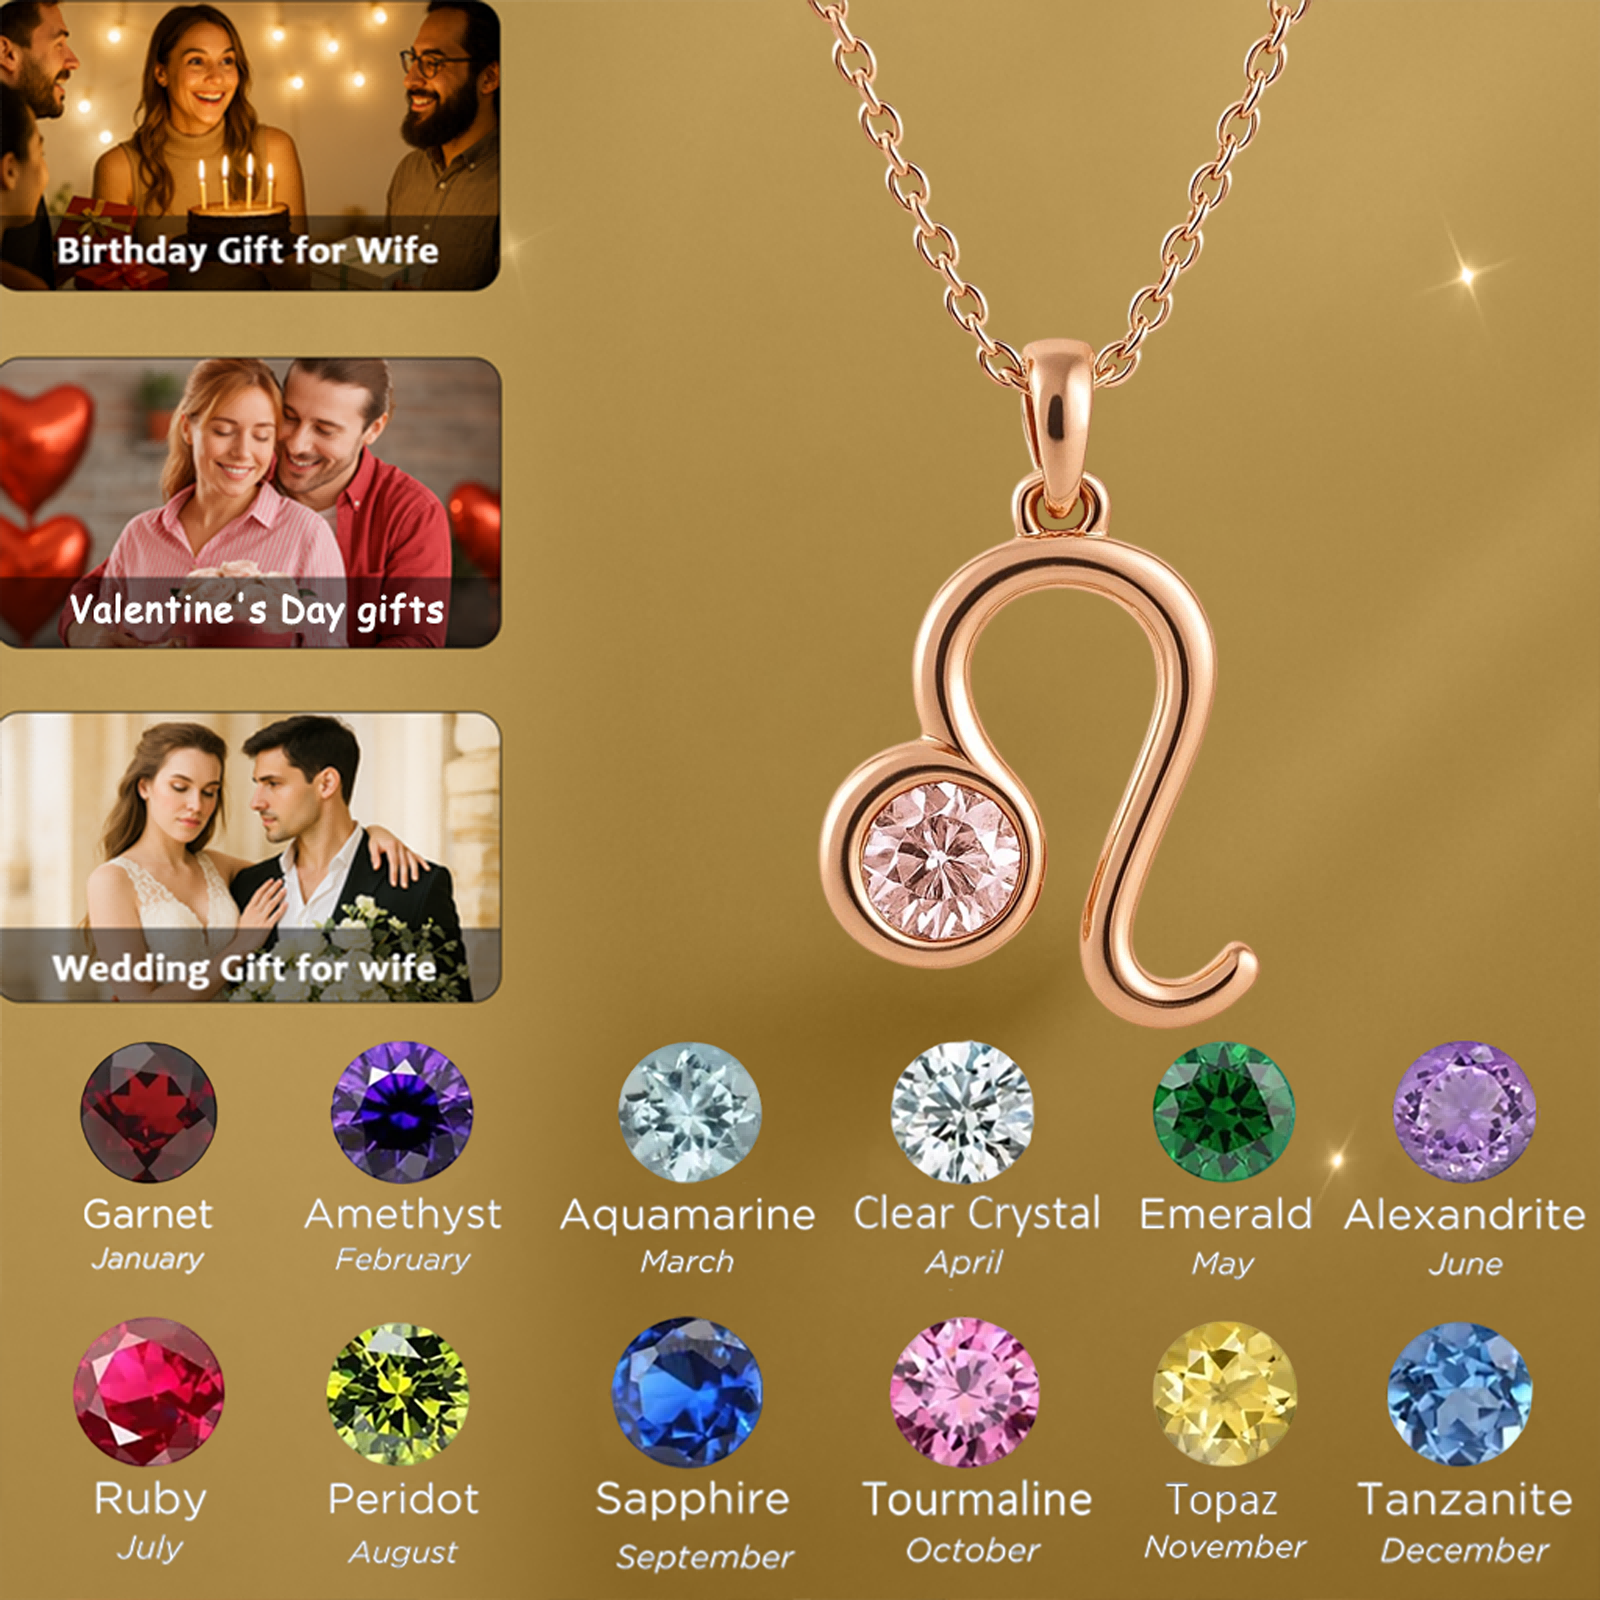 Birthday Gift for Wife
Valentine's Day gifts
Wedding Gift for wife
Garnet
January
Amethyst
February
Aquamarine
March
Clear Crystal
April
Emerald
May
Alexandrite
June
Ruby
July
Peridot
August
Sapphire
September
Tourmaline
October
Topaz
November
Tanzanite
December